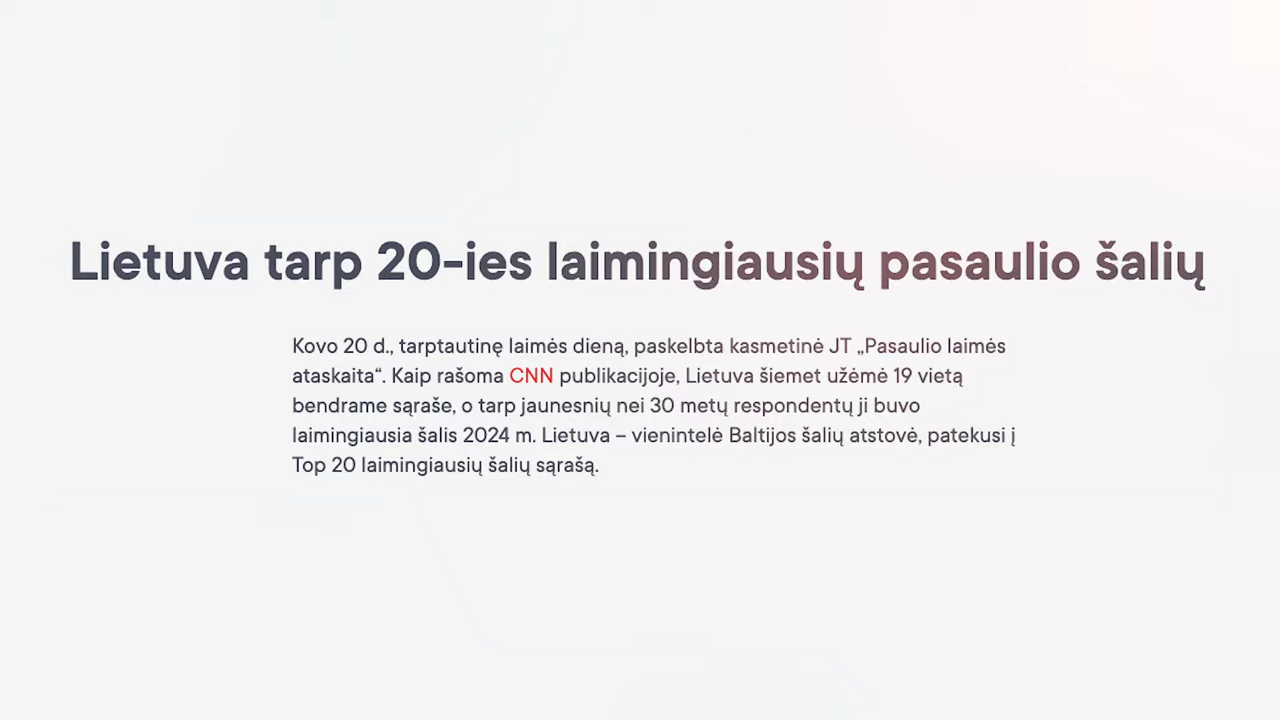 Lietuva tarp 20-ies laimingiausių pasaulio šalių
Kovo 20 d., tarptautinę laimės dieną, paskelbta kasmetinė JT „Pasaulio laimės
ataskaita“. Kaip rašoma CNN publikacijoje, Lietuva šiemet užėmė 19 vietą
bendrame sąraše, o tarp jaunesnių nei 30 metų respondentų ji buvo
laimingiausia šalis 2024 m. Lietuva – vienintelė Baltijos šalių atstovė, patekusi į
Top 20 laimingiausių šalių sąrašą.